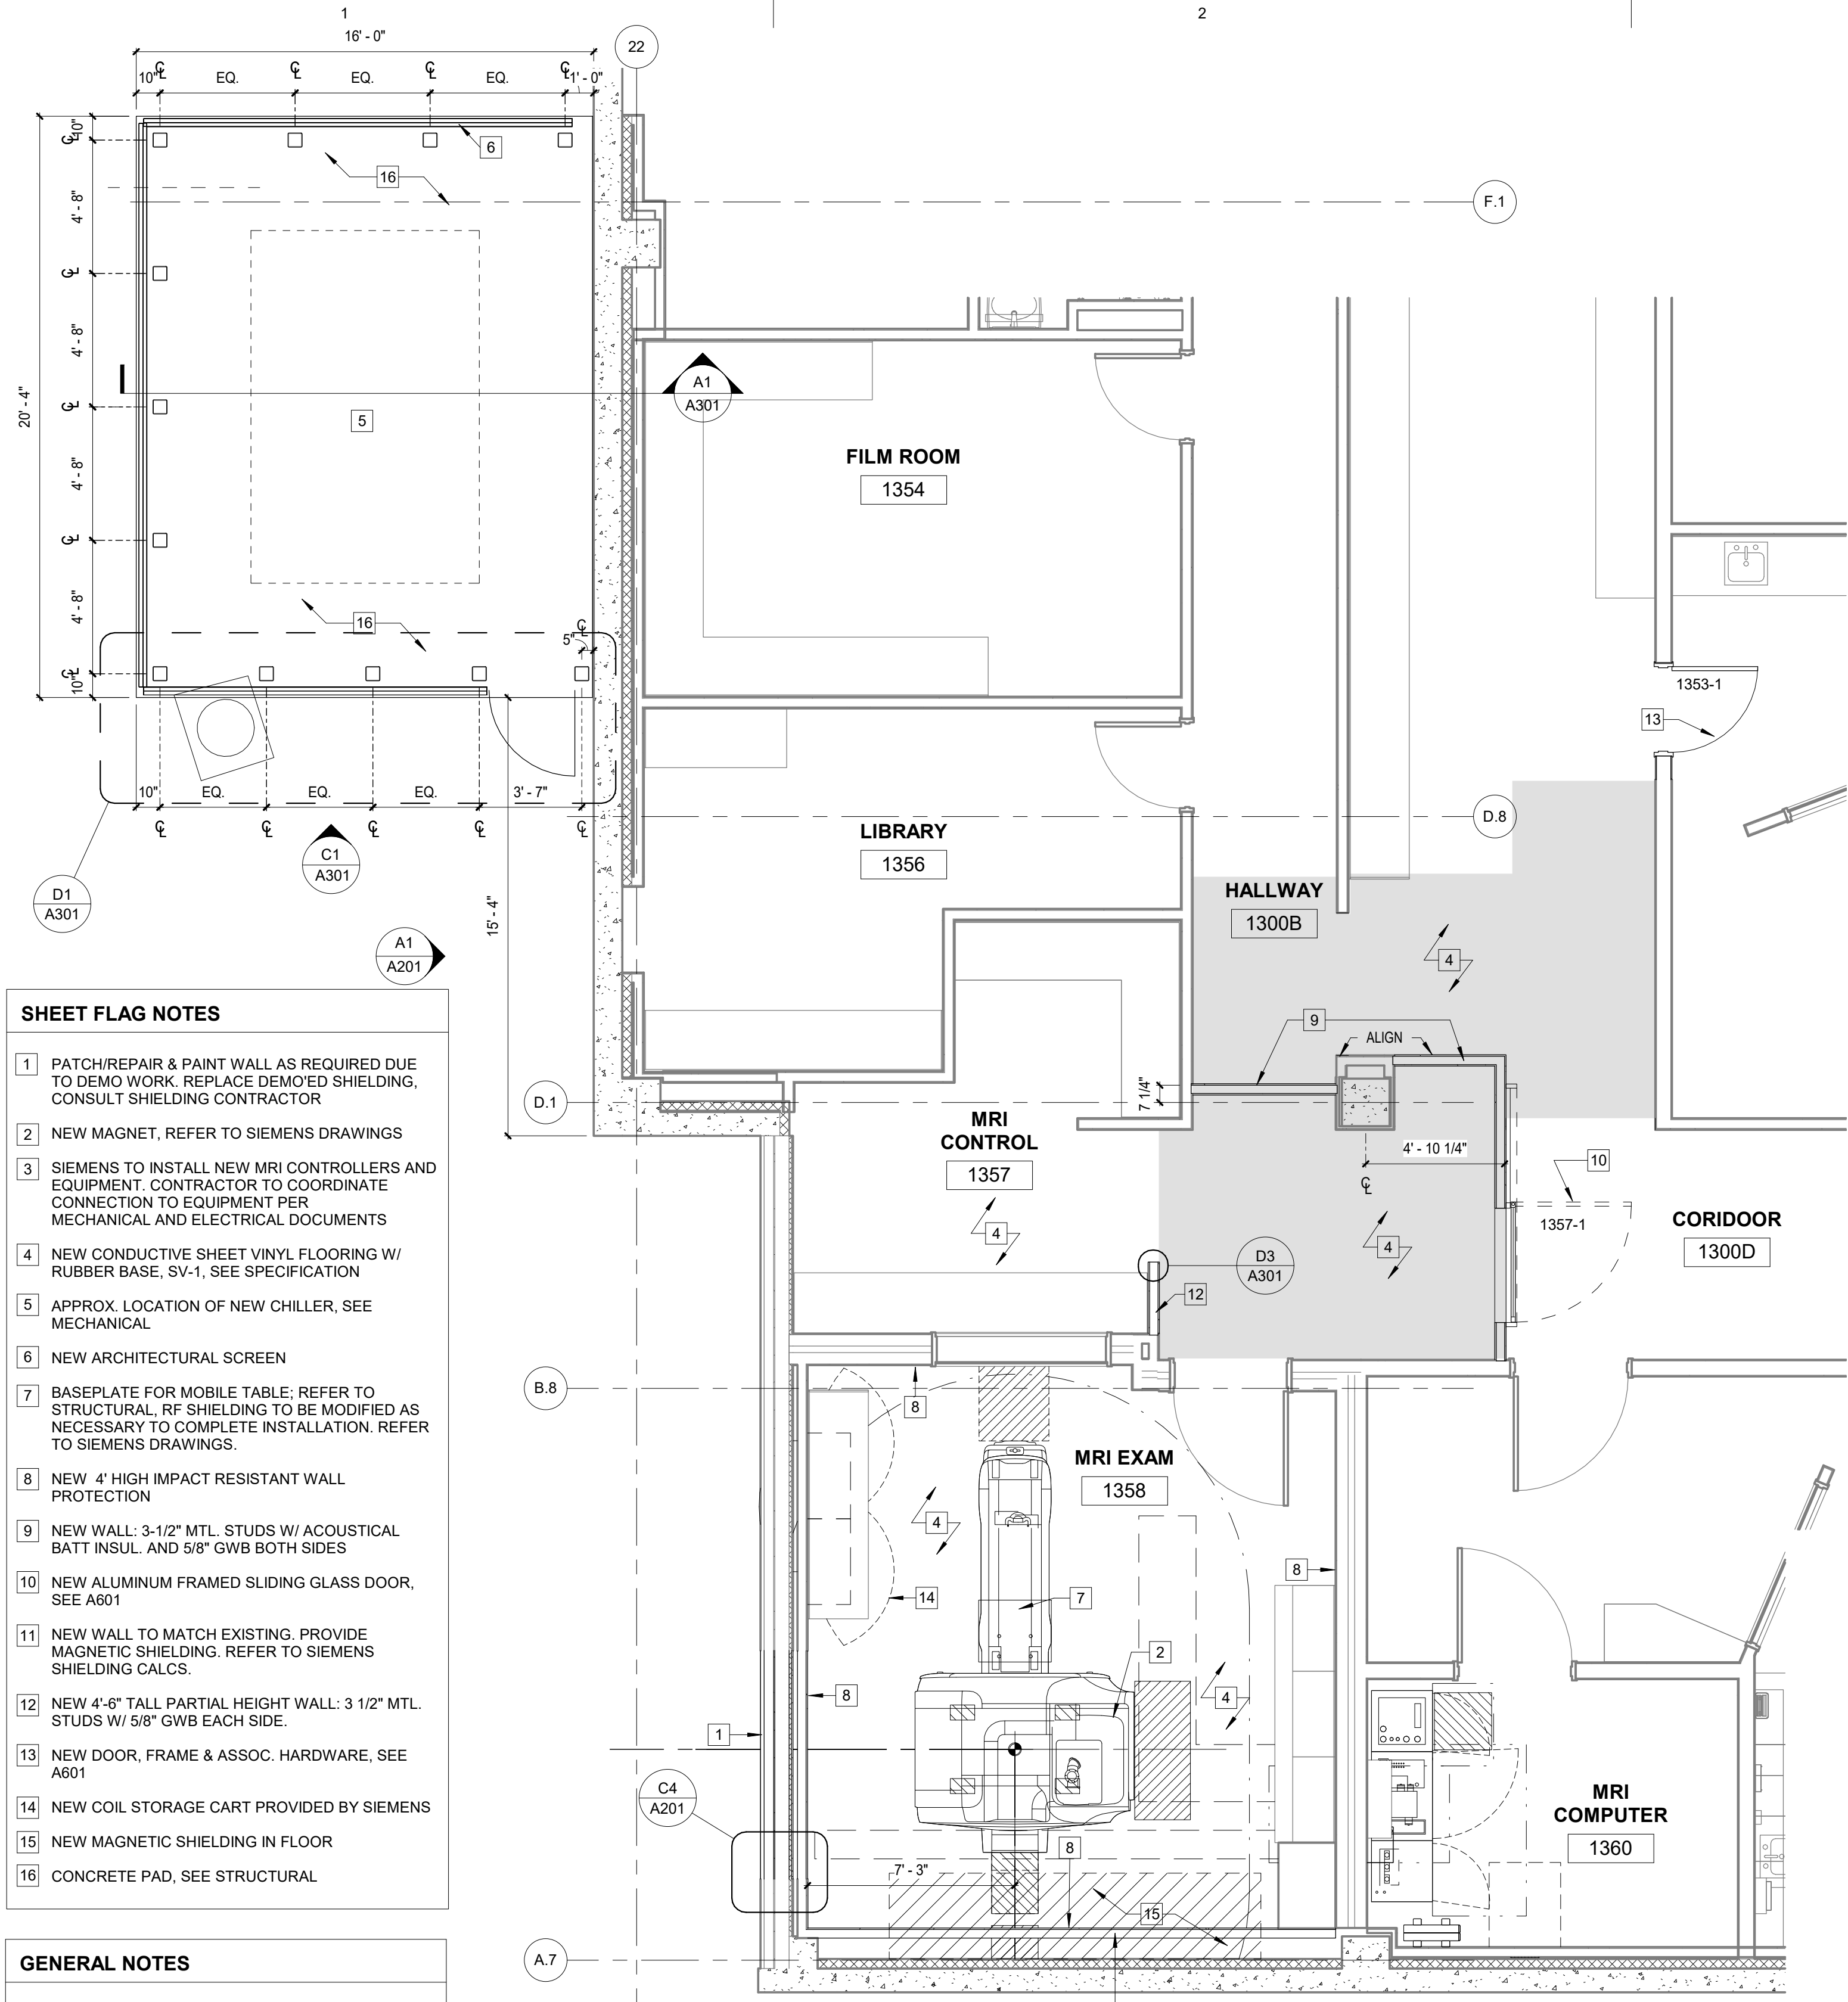 1
2
16' - 0"
22
10"
℄
EQ.
℄
EQ.
℄
EQ.
℄
1' - 0"
10"
℄
6
16
4' - 8"
F.1
℄
4' - 8"
A1
A301
20' - 4"
℄
5
FILM ROOM
1354
4' - 8"
℄
4' - 8"
16
℄
5"
℄
10"
1353-1
13
10"
EQ.
EQ.
EQ.
3' - 7"
℄
℄
℄
℄
℄
D.8
LIBRARY
1356
C1
A301
D1
A301
HALLWAY
1300B
15' - 4"
A1
A201
4
9
ALIGN
D.1
7 1/4"
MRI
CONTROL
1357
4' - 10 1/4"
℄
10
1357-1
CORIDOOR
1300D
4
4
D3
A301
12
B.8
8
MRI EXAM
1358
4
8
14
7
2
8
4
1
C4
A201
MRI
COMPUTER
1360
8
7' - 3"
15
A.7
SHEET FLAG NOTES
1 PATCH/REPAIR & PAINT WALL AS REQUIRED DUE
TO DEMO WORK. REPLACE DEMO'ED SHIELDING,
CONSULT SHIELDING CONTRACTOR
2 NEW MAGNET, REFER TO SIEMENS DRAWINGS
3 SIEMENS TO INSTALL NEW MRI CONTROLLERS AND
EQUIPMENT. CONTRACTOR TO COORDINATE
CONNECTION TO EQUIPMENT PER
MECHANICAL AND ELECTRICAL DOCUMENTS
4 NEW CONDUCTIVE SHEET VINYL FLOORING W/
RUBBER BASE, SV-1, SEE SPECIFICATION
5 APPROX. LOCATION OF NEW CHILLER, SEE
MECHANICAL
6 NEW ARCHITECTURAL SCREEN
7 BASEPLATE FOR MOBILE TABLE; REFER TO
STRUCTURAL, RF SHIELDING TO BE MODIFIED AS
NECESSARY TO COMPLETE INSTALLATION. REFER
TO SIEMENS DRAWINGS.
8 NEW 4' HIGH IMPACT RESISTANT WALL
PROTECTION
9 NEW WALL: 3-1/2" MTL. STUDS W/ ACOUSTICAL
BATT INSUL. AND 5/8" GWB BOTH SIDES
10 NEW ALUMINUM FRAMED SLIDING GLASS DOOR,
SEE A601
11 NEW WALL TO MATCH EXISTING. PROVIDE
MAGNETIC SHIELDING. REFER TO SIEMENS
SHIELDING CALCS.
12 NEW 4'-6" TALL PARTIAL HEIGHT WALL: 3 1/2" MTL.
STUDS W/ 5/8" GWB EACH SIDE.
13 NEW DOOR, FRAME & ASSOC. HARDWARE, SEE
A601
14 NEW COIL STORAGE CART PROVIDED BY SIEMENS
15 NEW MAGNETIC SHIELDING IN FLOOR
16 CONCRETE PAD, SEE STRUCTURAL
GENERAL NOTES